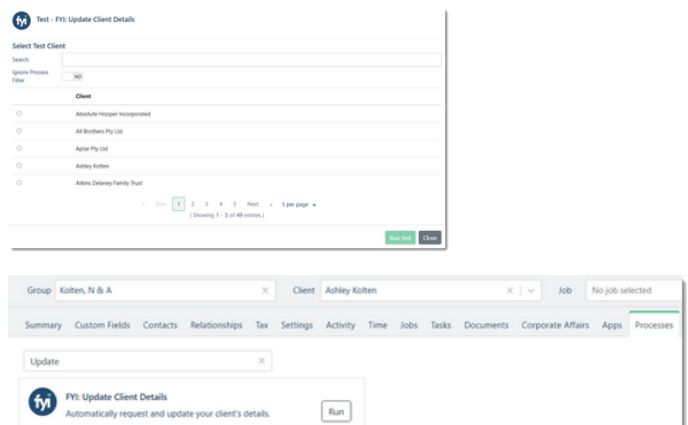 fyi Test - FYI: Update Client Details
Select Test Client
Search
Ignore Process
Filter NO
Client
Absolute Hooper Incorporated
All Brothers Pty Ltd
Aptar Pty Ltd
Ashley Kolten
Atkins Delaney Family Trust
« Prev 1 2 3 4 5 Next » 5 per page
( Showing 1 - 5 of 49 entries )
Run Test Close
Group Kolten, N & A Client Ashley Kolten Job No job selected
Summary Custom Fields Contacts Relationships Tax Settings Activity Time Jobs Tasks Documents Corporate Affairs Apps Processes
Update
fyi FYI: Update Client Details
Automatically request and update your client's details. Run